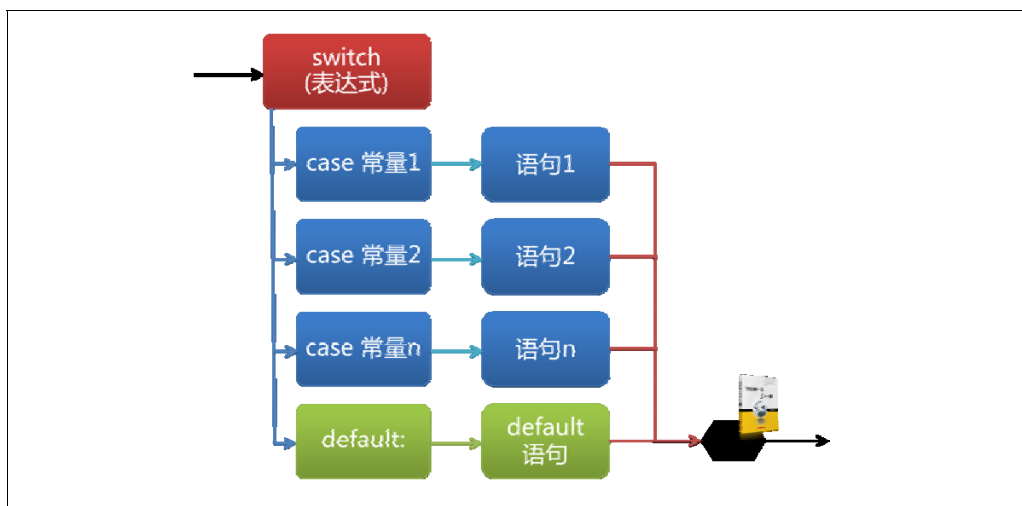 switch
(表达式)
case 常量1
语句1
case 常量2
语句2
case 常量n
语句n
default:
default
语句